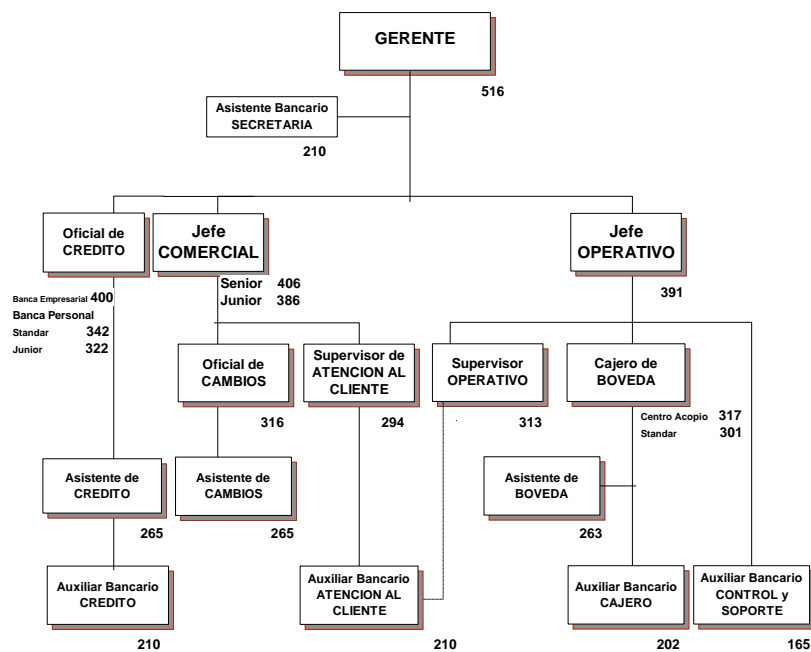 GERENTE
516
Asistente Bancario
SECRETARIA
210
Oficial de
CREDITO
Jefe
COMERCIAL
Jefe
OPERATIVO
Senior 406
Junior 386
391
Banca Empresarial 400
Banca Personal
Standar 342
Junior 322
Oficial de
CAMBIOS
316
Supervisor de
ATENCION AL
CLIENTE
294
Supervisor
OPERATIVO
313
Cajero de
BOVEDA
Centro Acopio 317
Standar 301
Asistente de
CREDITO
265
Asistente de
CAMBIOS
265
Asistente de
BOVEDA
263
Auxiliar Bancario
CREDITO
210
Auxiliar Bancario
ATENCION AL
CLIENTE
210
Auxiliar Bancario
CAJERO
202
Auxiliar Bancario
CONTROL y
SOPORTE
165